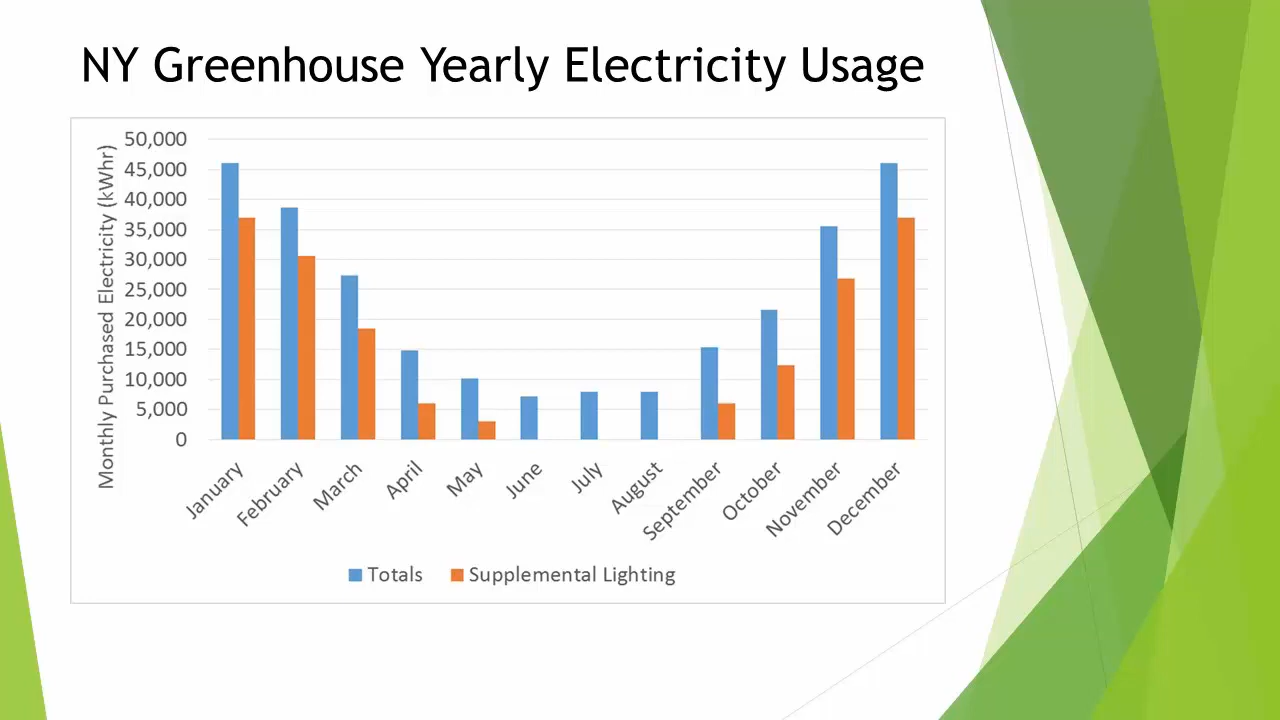 NY Greenhouse Yearly Electricity Usage
Monthly Purchased Electricity (kWhr)
50,000
45,000
40,000
35,000
30,000
25,000
20,000
15,000
10,000
5,000
0
January
February
March
April
May
June
July
August
September
October
November
December
Totals
Supplemental Lighting